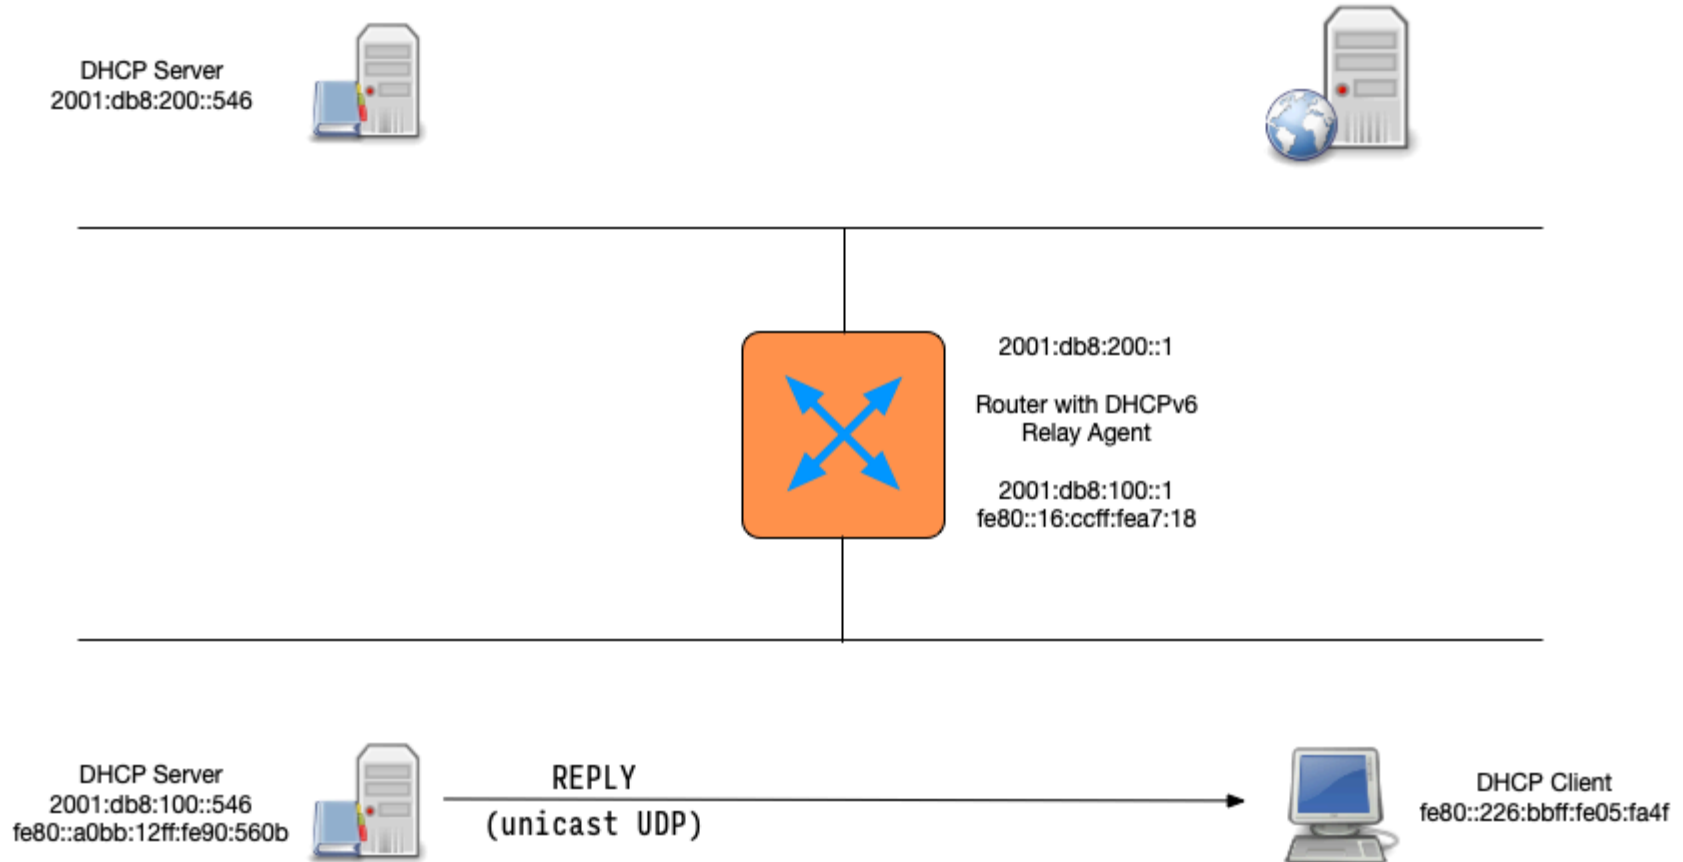 DHCP Server
2001:db8:200::546
2001:db8:200::1
Router with DHCPv6
Relay Agent
2001:db8:100::1
fe80::16:ccff:fea7:18
DHCP Server
2001:db8:100::546
fe80::a0bb:12ff:fe90:560b
REPLY
(unicast UDP)
DHCP Client
fe80::226:bbff:fe05:fa4f